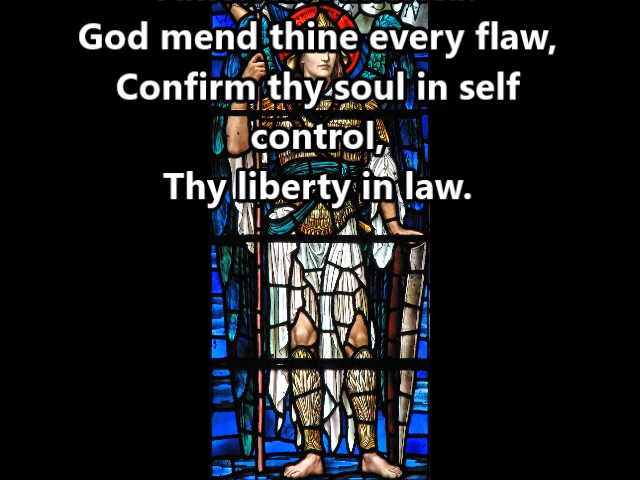 God mend thine every flaw,
Confirm thy soul in self
control,
Thy liberty in law.